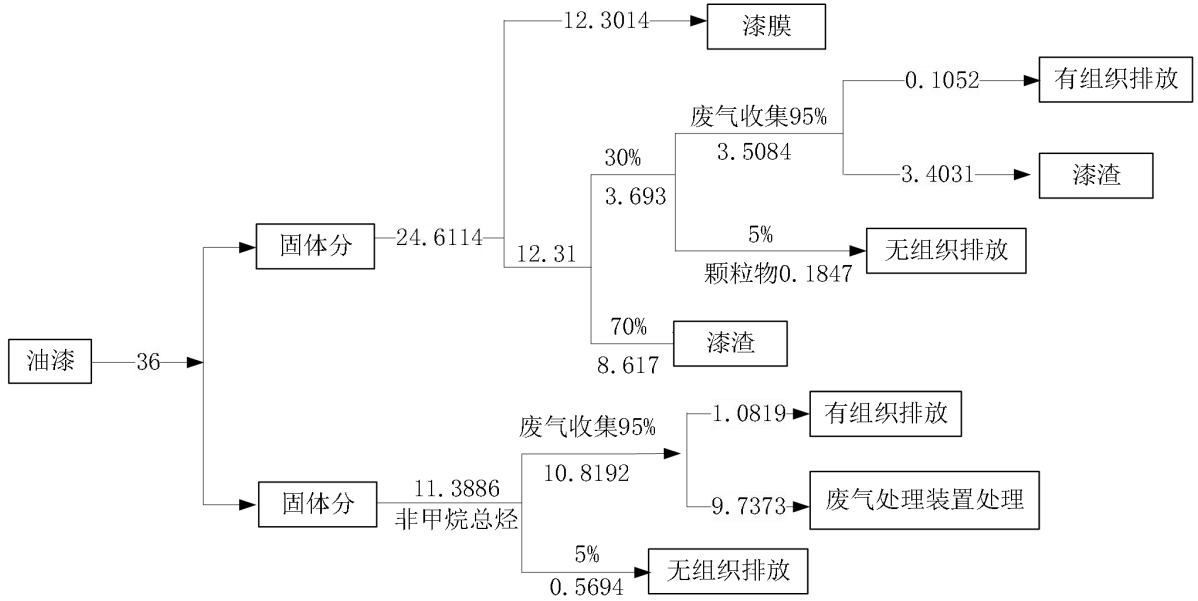 12.3014
漆膜
0.1052
有组织排放
废气收集95%
3.5084
30%
3.693
3.4031
漆渣
固体分
24.6114
12.31
5%
颗粒物0.1847
无组织排放
70%
8.617
漆渣
油漆
36
废气收集95%
10.8192
1.0819
有组织排放
固体分
11.3886
非甲烷总烃
9.7373
废气处理装置处理
5%
0.5694
无组织排放